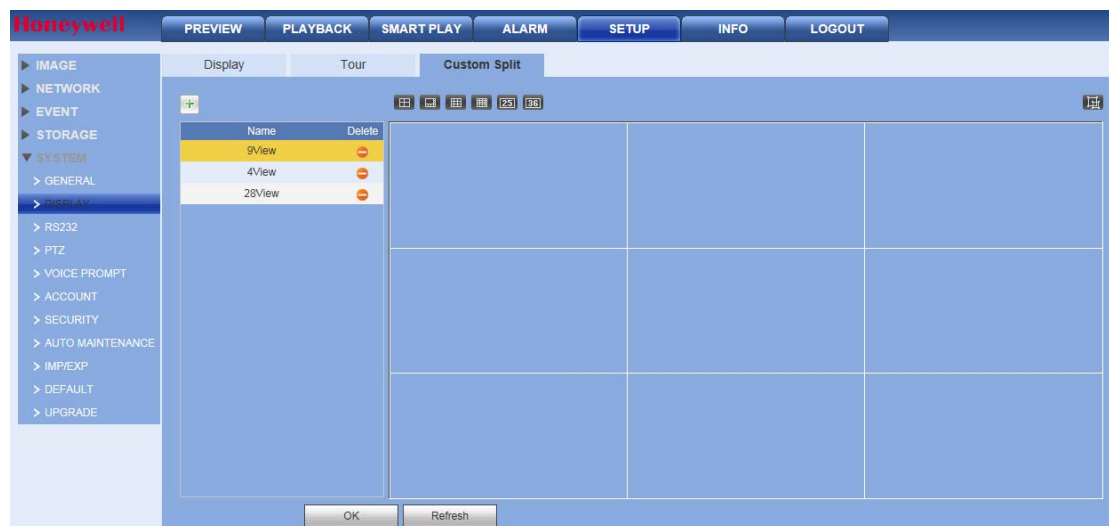 Honeywell
PREVIEW PLAYBACK SMART PLAY ALARM SETUP INFO LOGOUT
IMAGE
NETWORK
EVENT
STORAGE
SYSTEM
> GENERAL
> DISPLAY
> RS232
> PTZ
> VOICE PROMPT
> ACCOUNT
> SECURITY
> AUTO MAINTENANCE
> IMP/EXP
> DEFAULT
> UPGRADE
Display Tour Custom Split
25 36
Name Delete
9View
4View
28View
OK Refresh